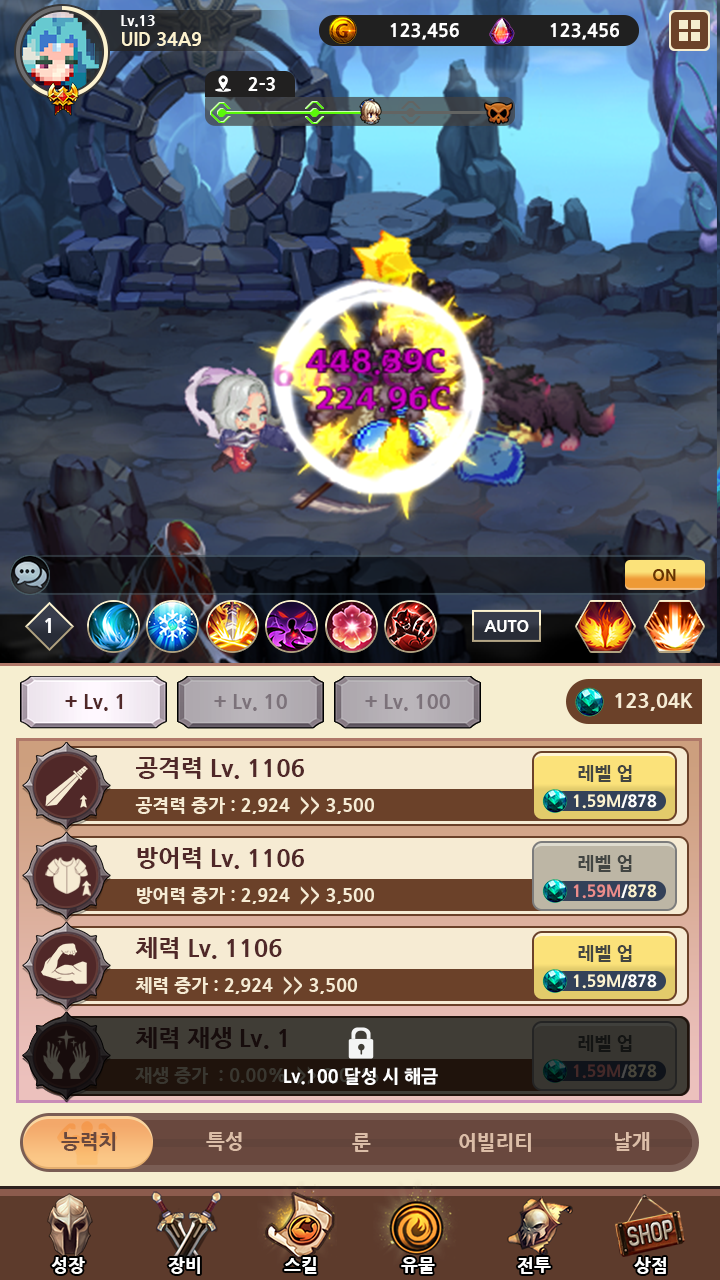 Lv.13
UID 34A9
123,456
123,456
2-3
448.89C
224.96C
ON
1
AUTO
+ Lv. 1
+ Lv. 10
+ Lv. 100
123,04K
공격력 Lv. 1106
공격력 증가 : 2,924 >> 3,500
레벨 업
1.59M/878
방어력 Lv. 1106
방어력 증가 : 2,924 >> 3,500
레벨 업
1.59M/878
체력 Lv. 1106
체력 증가 : 2,924 >> 3,500
레벨 업
1.59M/878
체력 재생 Lv. 1
재생 증가 : 0.00%
Lv.100 달성 시 해금
레벨 업
1.59M/878
능력치
특성
룬
어빌리티
날개
성장
장비
스킬
유물
전투
SHOP
상점